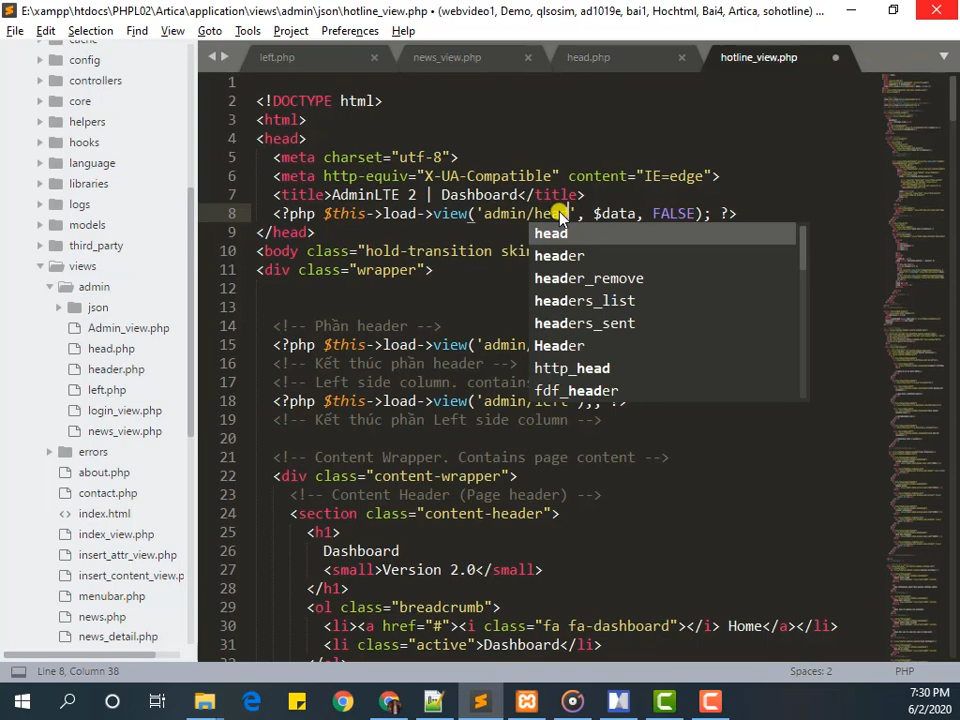 E:\xampp\htdocs\PHPL02\Artica\application\views\admin\json\hotline_view.php • (webvideo1, Demo, qlsosim, ad1019e, bai1, Hochtml, Bai4, Artica, sohotline) ...
File Edit Selection Find View Goto Tools Project Preferences Help
left.php news_view.php head.php hotline_view.php
config
controllers
core
helpers
hooks
language
libraries
logs
models
third_party
views
admin
json
Admin_view.php
head.php
header.php
left.php
login_view.php
news_view.php
errors
about.php
contact.php
index.html
index_view.php
insert_attr_view.php
insert_content_view.p
menubar.php
news.php
news_detail.php
1
2 <!DOCTYPE html>
3 <html>
4 <head>
5 <meta charset="utf-8">
6 <meta http-equiv="X-UA-Compatible" content="IE=edge">
7 <title>AdminLTE 2 | Dashboard</title>
8 <?php $this->load->view('admin/head', $data, FALSE); ?>
9 </head>
10 <body class="hold-transition skin
11 <div class="wrapper">
12
13
14 <!-- Phần header -->
15 <?php $this->load->view('admin,
16 <!-- Kết thúc phần header -->
17 <!-- Left side column. contains
18 <?php $this->load->view('admin/left');; ?>
19 <!-- Kết thúc phần Left side column -->
20
21 <!-- Content Wrapper. Contains page content -->
22 <div class="content-wrapper">
23 <!-- Content Header (Page header) -->
24 <section class="content-header">
25 <h1>
26 Dashboard
27 <small>Version 2.0</small>
28 </h1>
29 <ol class="breadcrumb">
30 <li><a href="#"><i class="fa fa-dashboard"></i> Home</a></li>
31 <li class="active">Dashboard</li>
head
header
header_remove
headers_list
headers_sent
Header
http_head
fdf_header
Line 8, Column 38 Spaces: 2 PHP
7:30 PM
6/2/2020